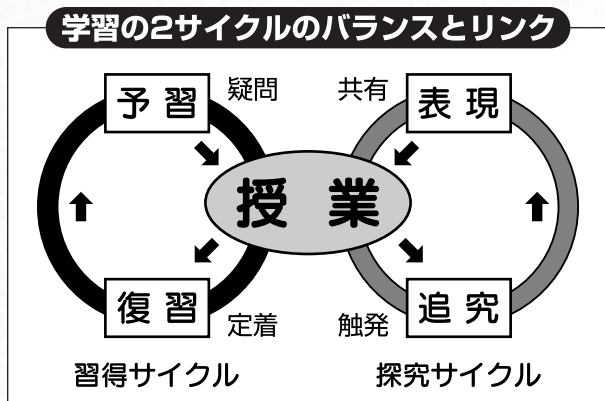 学習の2サイクルのバランスとリンク
予習
疑問
共有
表現
授業
復習
定着
触発
追究
習得サイクル
探究サイクル